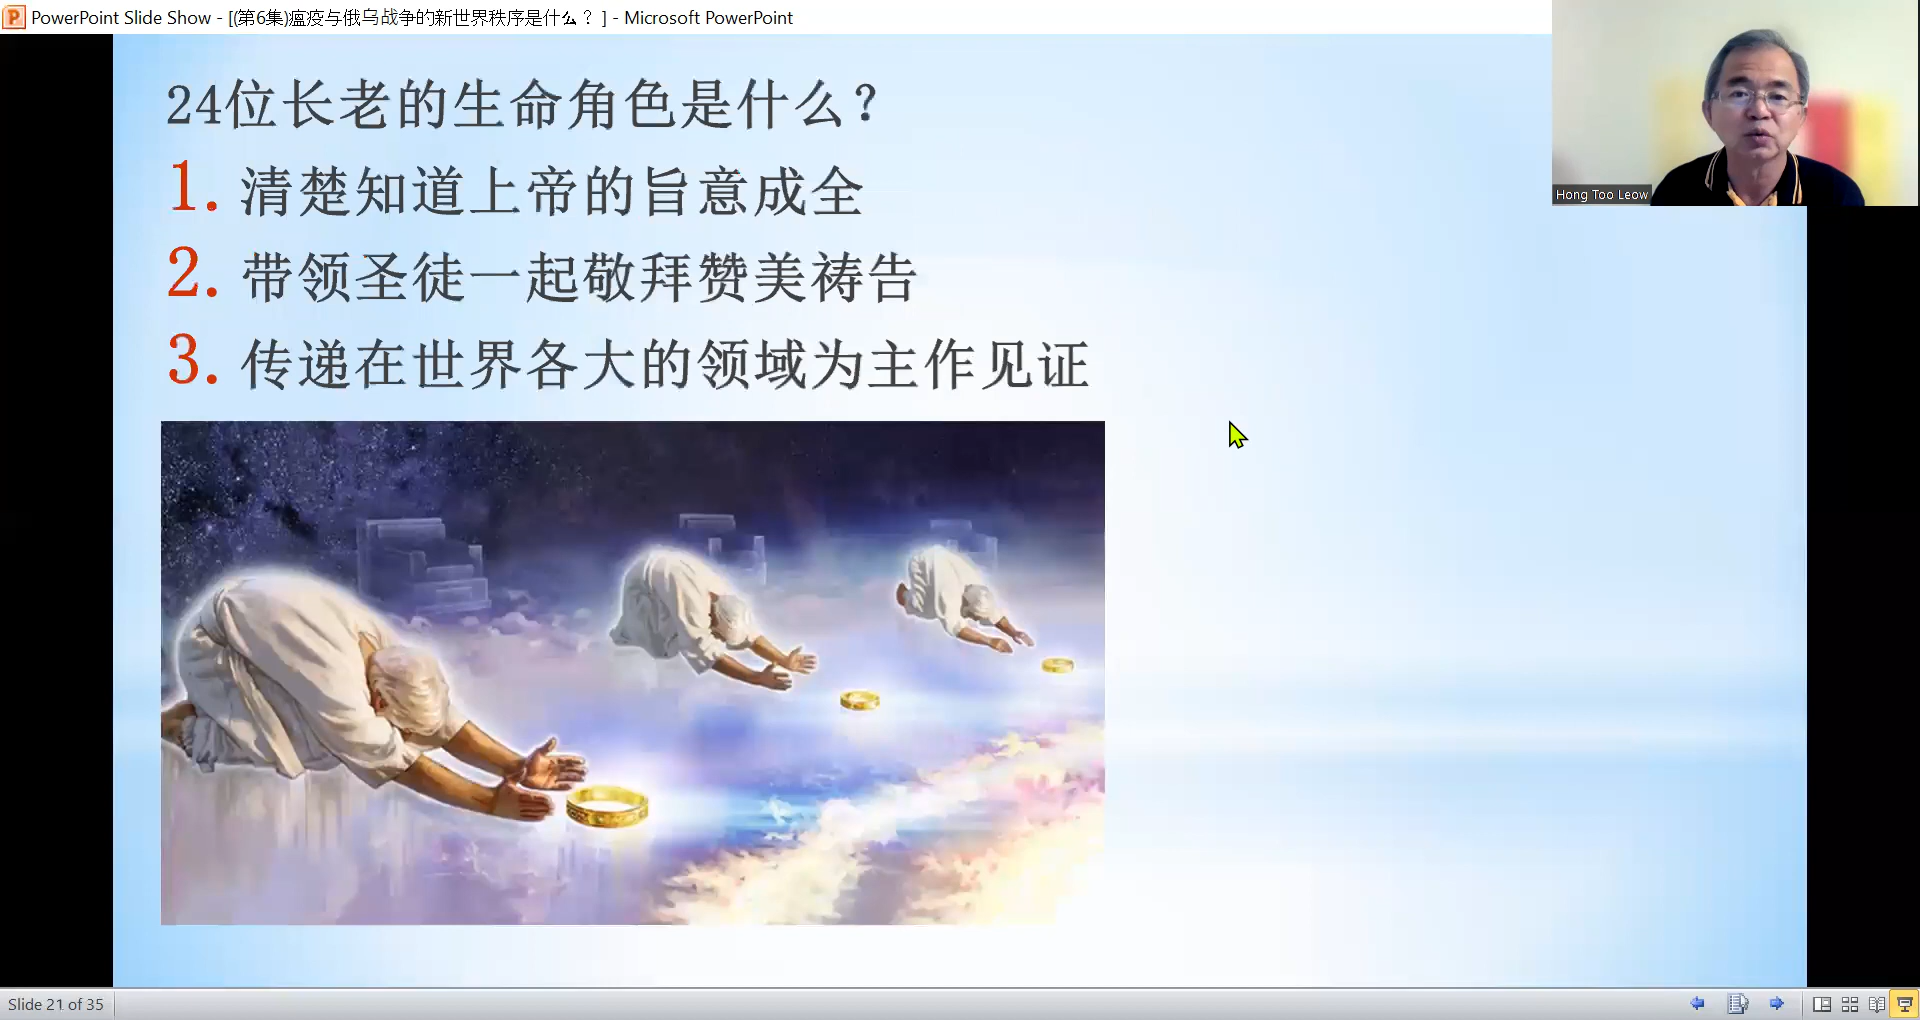 PowerPoint Slide Show - [(第6集)瘟疫与俄乌战争的新世界秩序是什么？ ] - Microsoft PowerPoint
24位长老的生命角色是什么？
1. 清楚知道上帝的旨意成全
2. 带领圣徒一起敬拜赞美祷告
3. 传递在世界各大的领域为主作见证
Hong Too Leow
Slide 21 of 35